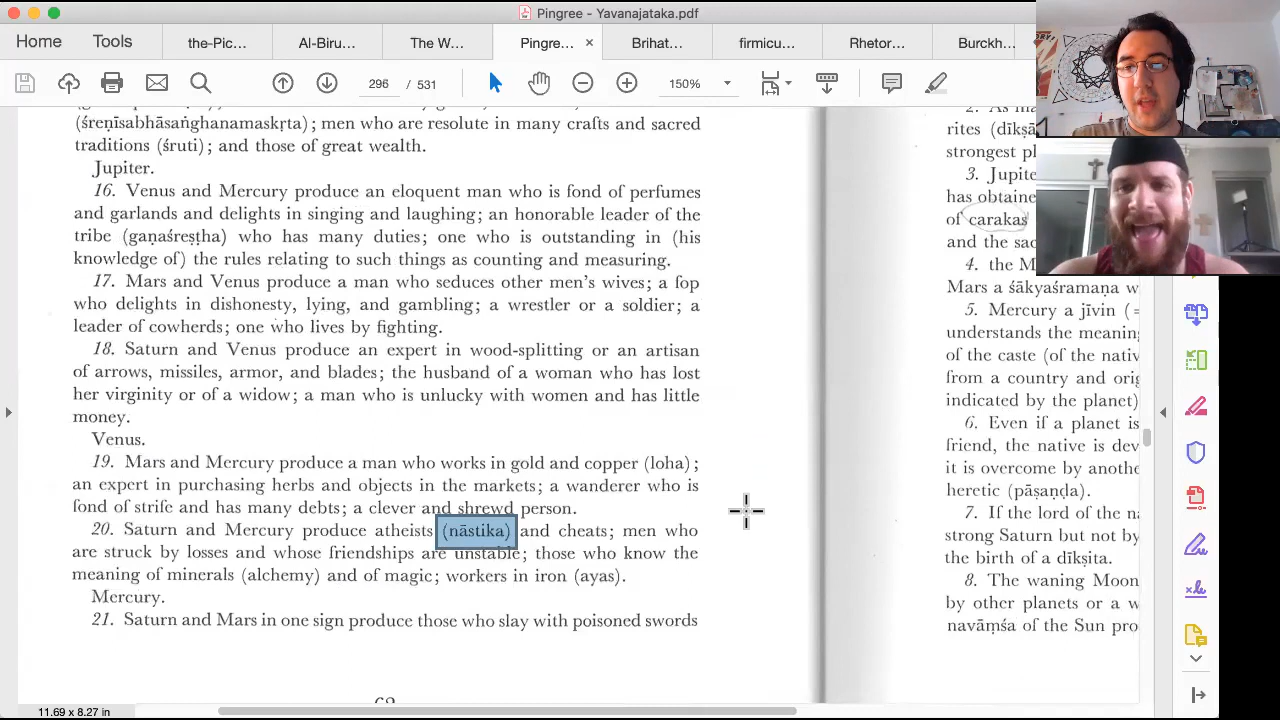 Pingree - Yavanajataka.pdf
Home Tools the-Pic... Al-Biru... The W... Pingre... × Brihat... firmicu... Rhetor... Burckh
296 / 531 150%
(śreṇīsabhāsaṅghanamaskṛta); men who are resolute in many crafts and sacred
traditions (śruti); and those of great wealth.
Jupiter.
16. Venus and Mercury produce an eloquent man who is fond of perfumes
and garlands and delights in singing and laughing; an honorable leader of the
tribe (gaṇaśreṣṭha) who has many duties; one who is outstanding in (his
knowledge of) the rules relating to such things as counting and measuring.
17. Mars and Venus produce a man who seduces other men's wives; a fop
who delights in dishonesty, lying, and gambling; a wrestler or a soldier; a
leader of cowherds; one who lives by fighting.
18. Saturn and Venus produce an expert in wood-splitting or an artisan
of arrows, missiles, armor, and blades; the husband of a woman who has lost
her virginity or of a widow; a man who is unlucky with women and has little
money.
Venus.
19. Mars and Mercury produce a man who works in gold and copper (loha);
an expert in purchasing herbs and objects in the markets; a wanderer who is
fond of strife and has many debts; a clever and shrewd person.
20. Saturn and Mercury produce atheists (nāstika) and cheats; men who
are struck by losses and whose friendships are unstable; those who know the
meaning of minerals (alchemy) and of magic; workers in iron (ayas).
Mercury.
21. Saturn and Mars in one sign produce those who slay with poisoned swords
2. As
rites (dīkṣā
strongest pl
3. Jupite
has obtaine
of carakas
and the sac
4. the M
Mars a śākyaśramaṇa w
5. Mercury a jīvin (=
understands the meaning
of the caste (of the nativ
from a country and orig
indicated by the planet)
6. Even if a planet is
friend, the native is dev
it is overcome by anothe
heretic (pāṣaṇḍa).
7. If the lord of the n
strong Saturn but not by
the birth of a dīkṣita.
8. The waning Moon
by other planets or a w
navāṃśa of the Sun pro
11.69 x 8.27 in